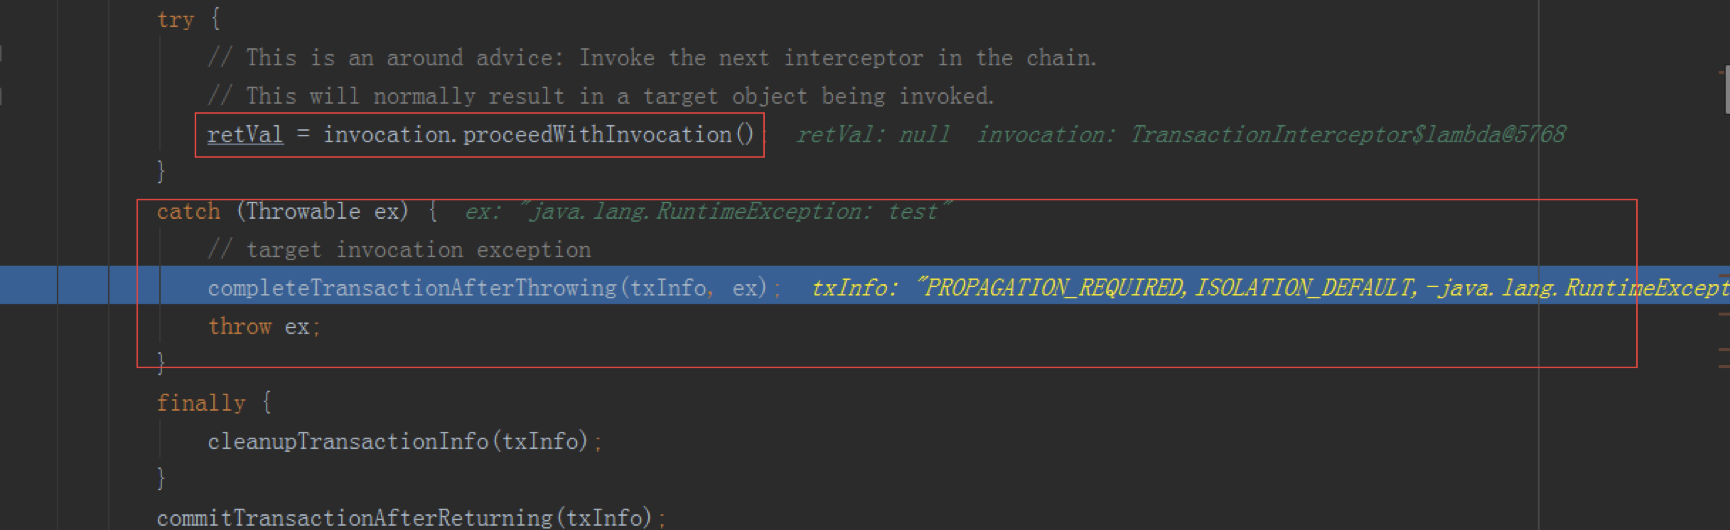 try {
// This is an around advice: Invoke the next interceptor in the chain.
// This will normally result in a target object being invoked.
retVal = invocation.proceedWithInvocation(); retVal: null invocation: TransactionInterceptor$lambda@5768
}
catch (Throwable ex) { ex: "java.lang.RuntimeException: test"
// target invocation exception
completeTransactionAfterThrowing(txInfo, ex); txInfo: "PROPAGATION_REQUIRED,ISOLATION_DEFAULT,-java.lang.RuntimeExcept
throw ex;
}
finally {
cleanupTransactionInfo(txInfo);
}
commitTransactionAfterReturning(txInfo);